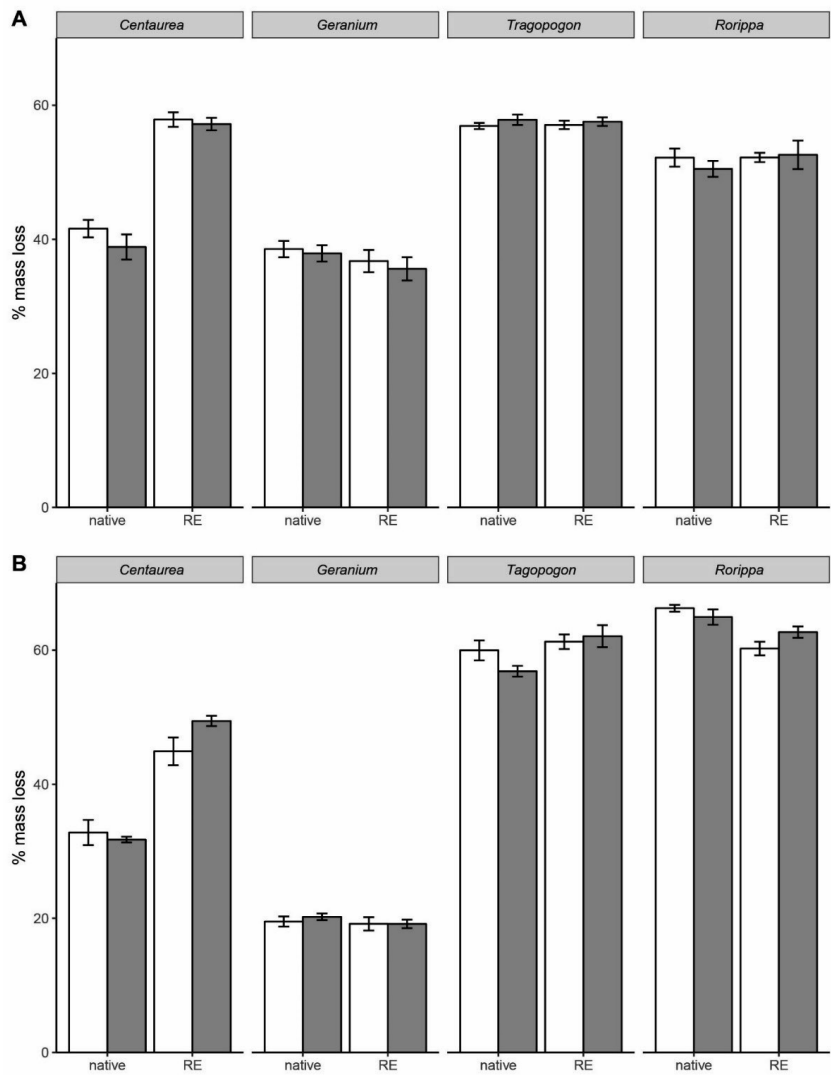 A
Centaurea Geranium Tragopogon Rorippa
60
40
20
0
% mass loss
native RE native RE native RE native RE
B
Centaurea Geranium Tagopogon Rorippa
60
40
20
0
% mass loss
native RE native RE native RE native RE